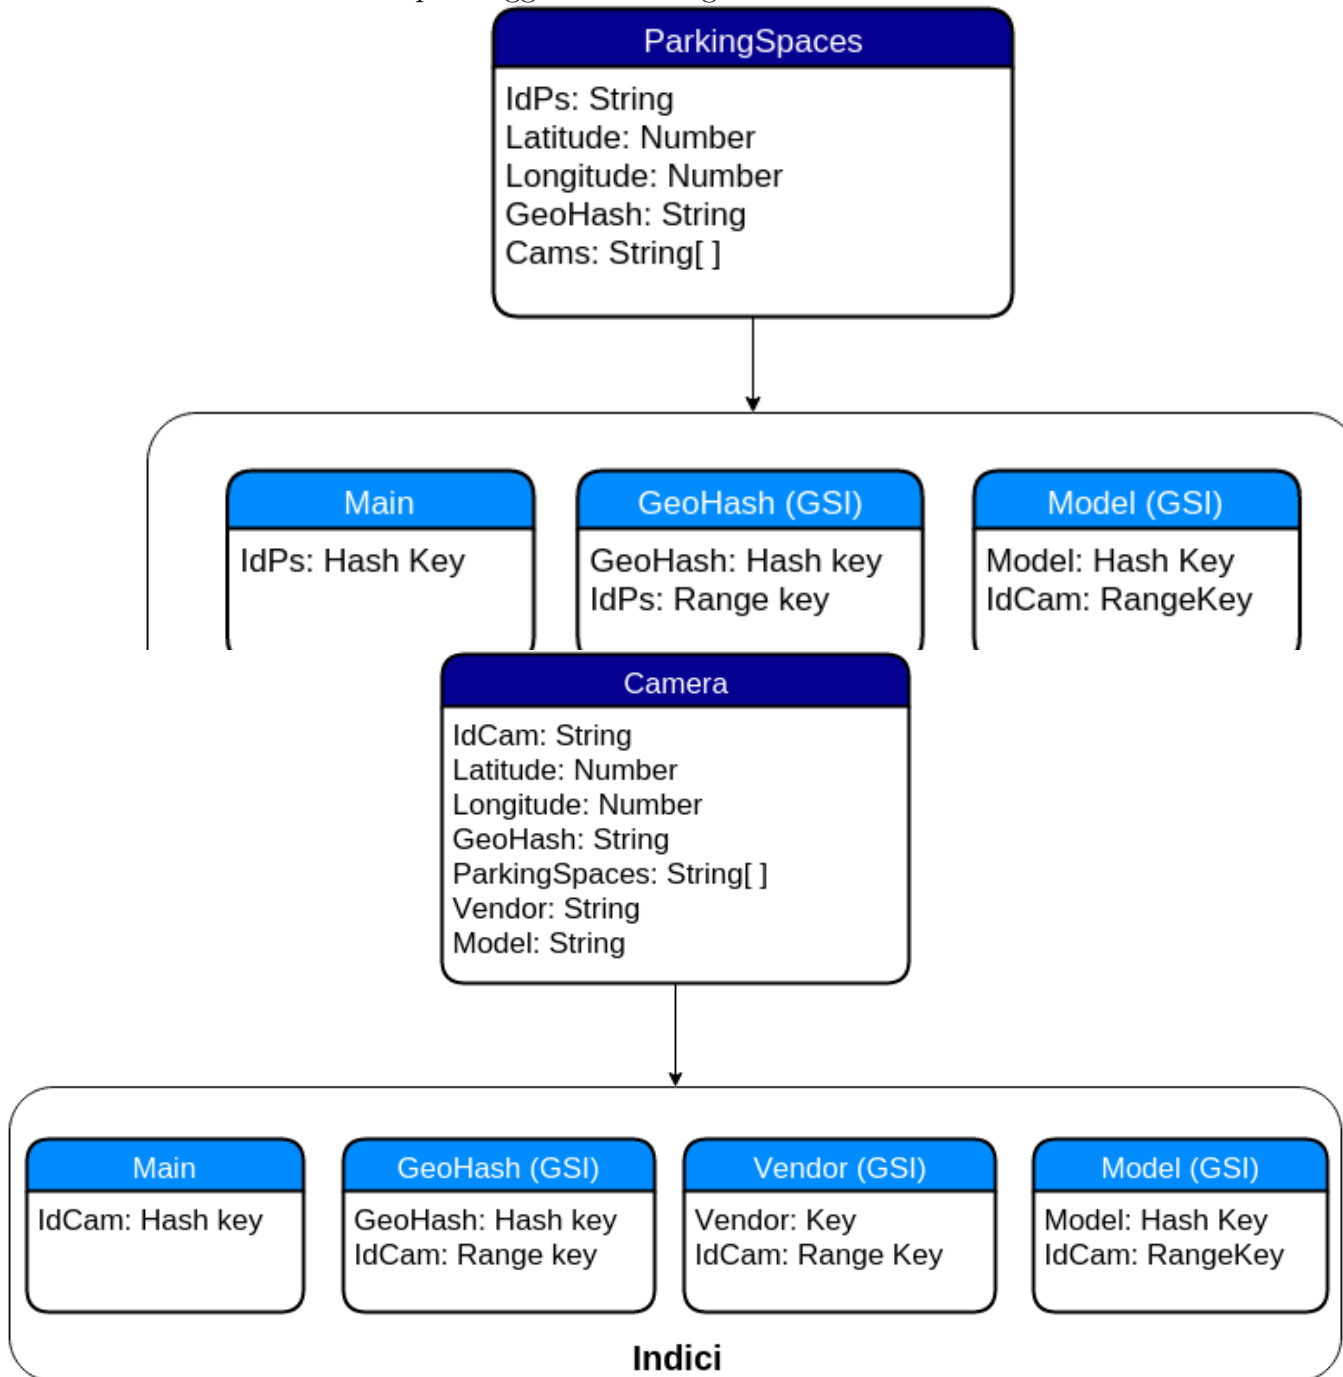 ParkingSpaces
IdPs: String
Latitude: Number
Longitude: Number
GeoHash: String
Cams: String[ ]
Main
IdPs: Hash Key
GeoHash (GSI)
GeoHash: Hash key
IdPs: Range key
Model (GSI)
Model: Hash Key
IdCam: RangeKey
Camera
IdCam: String
Latitude: Number
Longitude: Number
GeoHash: String
ParkingSpaces: String[ ]
Vendor: String
Model: String
Main
IdCam: Hash key
GeoHash (GSI)
GeoHash: Hash key
IdCam: Range key
Vendor (GSI)
Vendor: Key
IdCam: Range Key
Model (GSI)
Model: Hash Key
IdCam: RangeKey
Indici